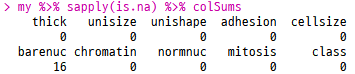 > my %>% sapply(is.na) %>% colSums
thick unisize unishape adhesion cellsize
0 0 0 0 0
barenuc chromatin normnuc mitosis class
16 0 0 0 0